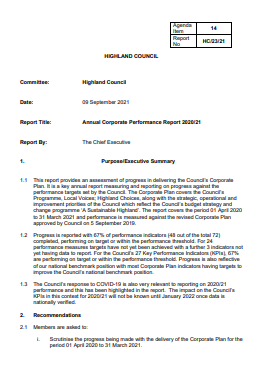 Agenda Item 14
Report No HC/23/21
HIGHLAND COUNCIL
Committee: Highland Council
Date: 09 September 2021
Report Title: Annual Corporate Performance Report 2020/21
Report By: The Chief Executive
1. Purpose/Executive Summary
1.1 This report provides an assessment of progress in delivering the Council's Corporate
Plan. It is a key annual report measuring and reporting on progress against the
performance targets set by the Council. The Corporate Plan covers the Council's
Programme, Local Voices; Highland Choices, along with the strategic, operational and
improvement priorities of the Council which reflect the Council's budget strategy and
change programme 'A Sustainable Highland'. The report covers the period 01 April 2020
to 31 March 2021 and performance is measured against the revised Corporate Plan
approved by Council on 5 September 2019.
1.2 Progress is reported with 67% of performance indicators (48 out of the total 72)
completed, performing on target or within the performance threshold. For 24
performance measures targets have not yet been achieved with a further 3 indicators not
yet having data to report. For the Council's 27 Key Performance Indicators (KPIs), 67%
are performing on target or within the performance threshold. Progress is also reflective
of our national benchmark position with most Corporate Plan indicators having targets to
improve the Council's national benchmark position.
1.3 The Council's response to COVID-19 is also very relevant to reporting on 2020/21
performance and this has been highlighted in the report. The impact on the Council's
KPIs in this context for 2020/21 will not be known until January 2022 once data is
nationally verified.
2. Recommendations
2.1 Members are asked to:
i. Scrutinise the progress being made with the delivery of the Corporate Plan for the
period 01 April 2020 to 31 March 2021.